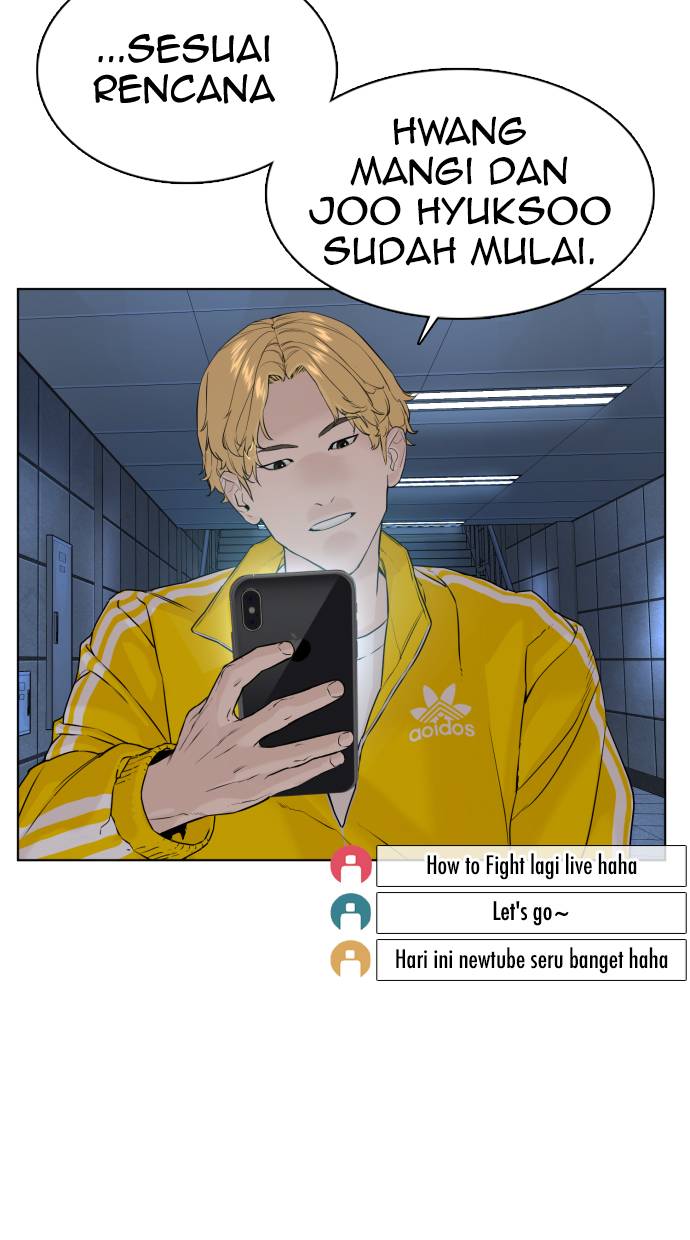 ...SESUAI
RENCANA
HWANG
MANGI DAN
JOO HYUKSOO
SUDAH MULAI.
aoidos
How to Fight lagi live haha
Let's go~
Hari ini newtube seru banget haha